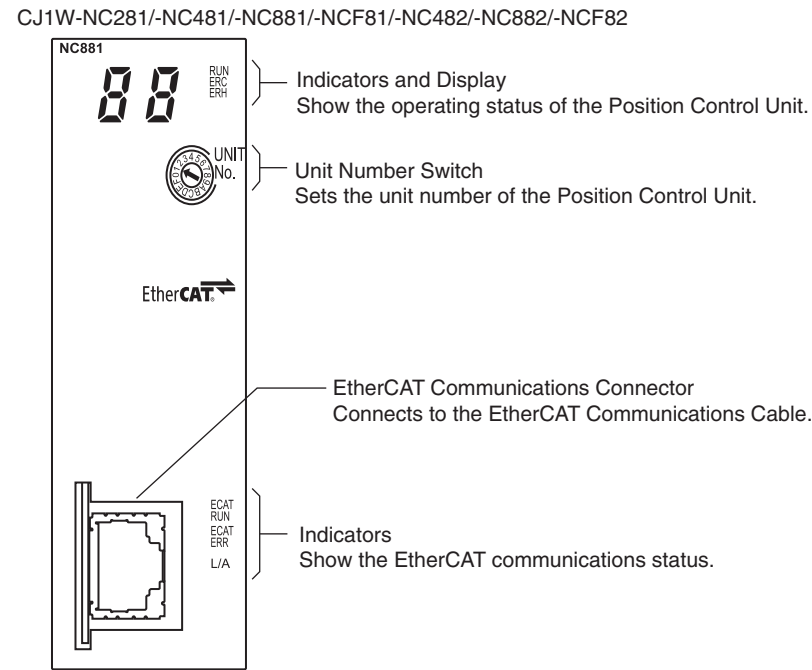 CJ1W-NC281/-NC481/-NC881/-NCF81/-NC482/-NC882/-NCF82
NC881
88
RUN
ERC
ERH
Indicators and Display
Show the operating status of the Position Control Unit.
0123456789ABCDEF
UNIT
No.
Unit Number Switch
Sets the unit number of the Position Control Unit.
EtherCAT®
EtherCAT Communications Connector
Connects to the EtherCAT Communications Cable.
ECAT
RUN
ECAT
ERR
L/A
Indicators
Show the EtherCAT communications status.